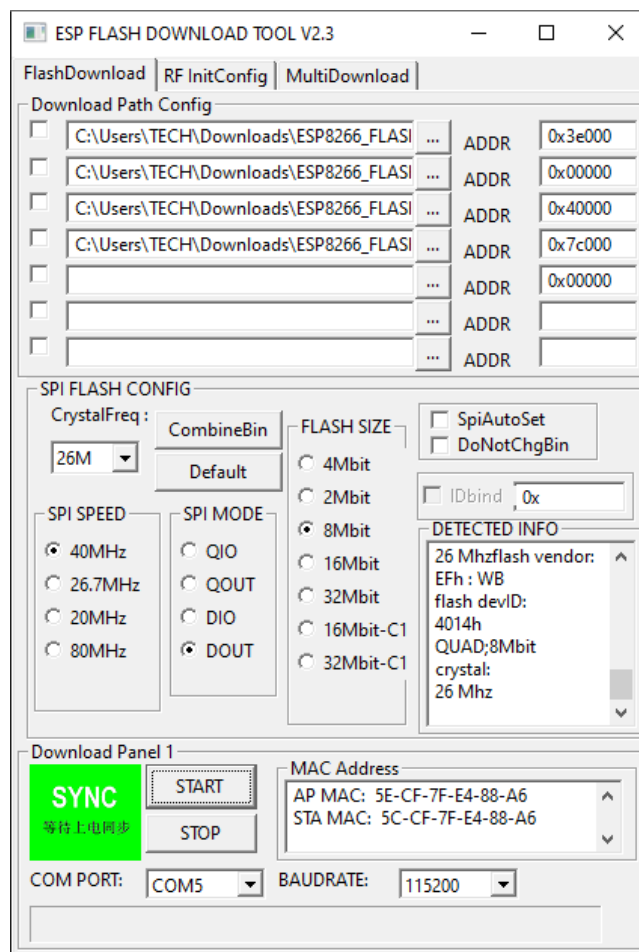 ESP FLASH DOWNLOAD TOOL V2.3
FlashDownload RF InitConfig MultiDownload
Download Path Config
C:\Users\TECH\Downloads\ESP8266_FLASI ... ADDR 0x3e000
C:\Users\TECH\Downloads\ESP8266_FLASI ... ADDR 0x00000
C:\Users\TECH\Downloads\ESP8266_FLASI ... ADDR 0x40000
C:\Users\TECH\Downloads\ESP8266_FLASI ... ADDR 0x7c000
... ADDR 0x00000
... ADDR
... ADDR
SPI FLASH CONFIG
CrystalFreq :
26M
CombineBin
Default
SPI SPEED
40MHz
26.7MHz
20MHz
80MHz
SPI MODE
QIO
QOUT
DIO
DOUT
FLASH SIZE
4Mbit
2Mbit
8Mbit
16Mbit
32Mbit
16Mbit-C1
32Mbit-C1
SpiAutoSet
DoNotChgBin
IDbind 0x
DETECTED INFO
26 Mhzflash vendor:
EFh : WB
flash devID:
4014h
QUAD;8Mbit
crystal:
26 Mhz
Download Panel 1
SYNC
等待上电同步
START
STOP
MAC Address
AP MAC: 5E-CF-7F-E4-88-A6
STA MAC: 5C-CF-7F-E4-88-A6
COM PORT: COM5 BAUDRATE: 115200